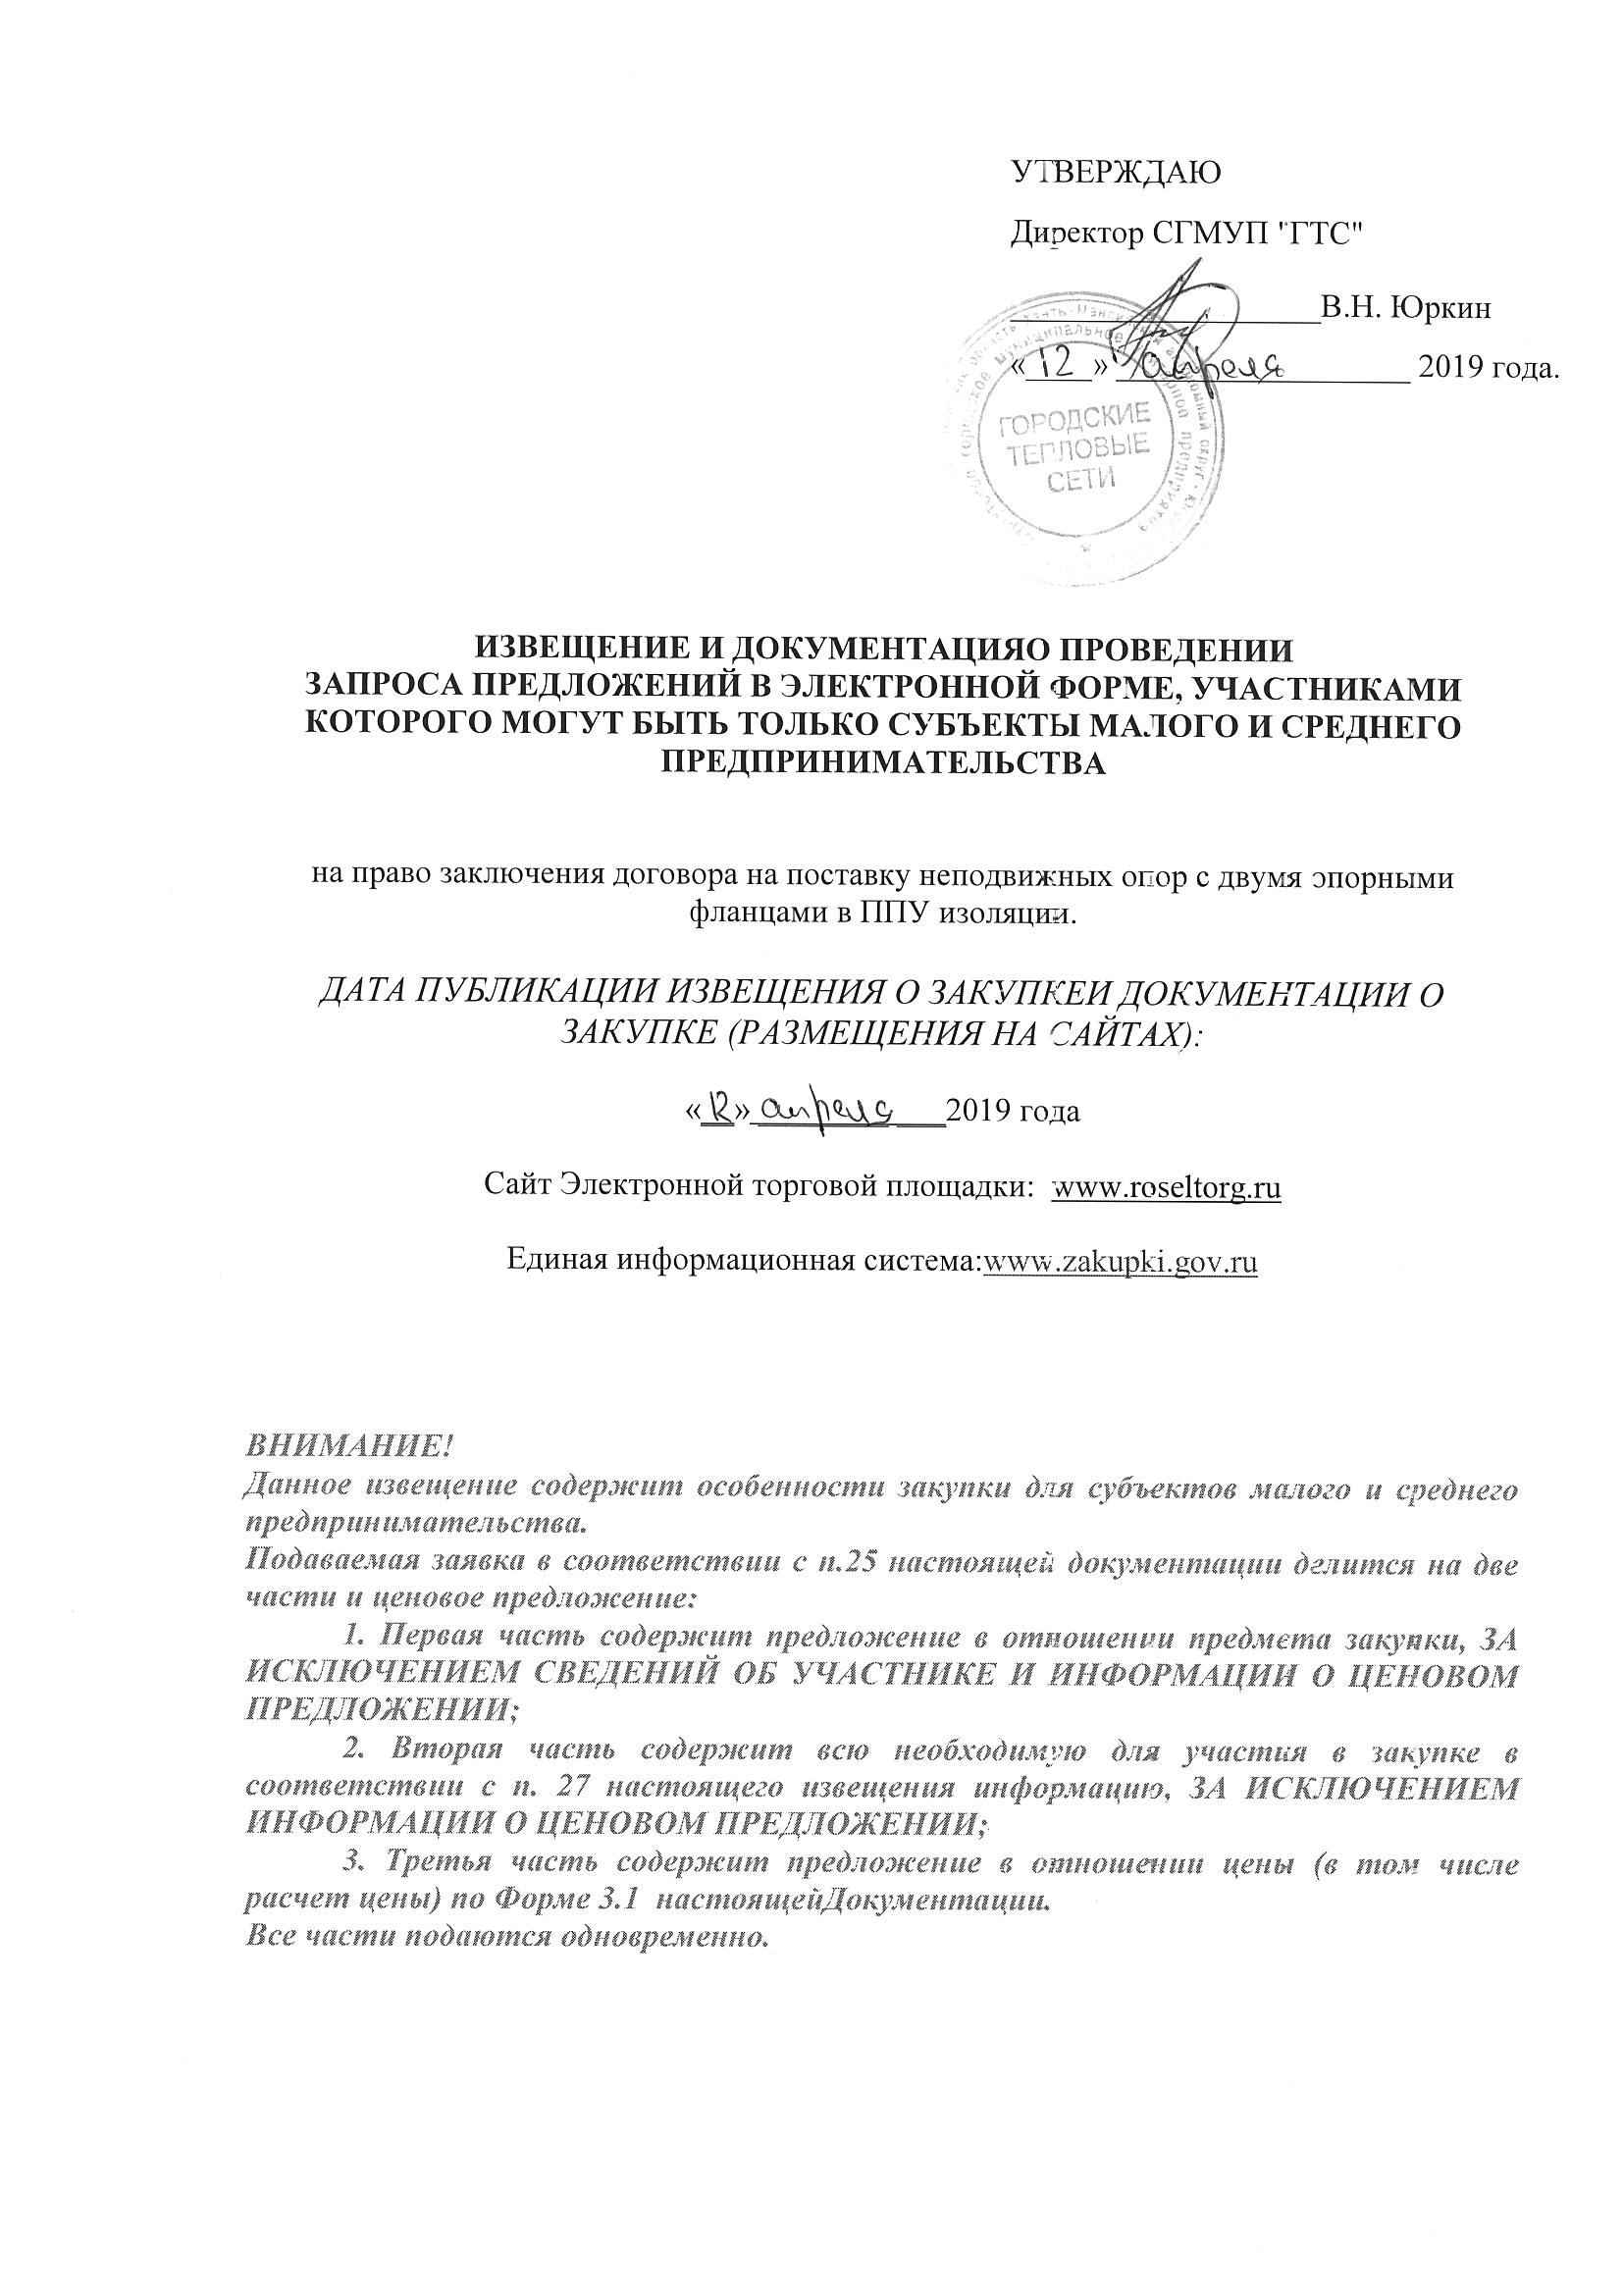 УТВЕРЖДАЮ
Директор СГМУП "ГТС"
В.Н. Юркин
«12» апреля 2019 года.
ГОРОДСКИЕ
ТЕПЛОВЫЕ
СЕТИ
ИЗВЕЩЕНИЕ И ДОКУМЕНТАЦИЯО ПРОВЕДЕНИИ
ЗАПРОСА ПРЕДЛОЖЕНИЙ В ЭЛЕКТРОННОЙ ФОРМЕ, УЧАСТНИКАМИ
КОТОРОГО МОГУТ БЫТЬ ТОЛЬКО СУБЪЕКТЫ МАЛОГО И СРЕДНЕГО
ПРЕДПРИНИМАТЕЛЬСТВА
на право заключения договора на поставку неподвижных опор с двумя опорными
фланцами в ППУ изоляции.
ДАТА ПУБЛИКАЦИИ ИЗВЕЩЕНИЯ О ЗАКУПКЕИ ДОКУМЕНТАЦИИ О
ЗАКУПКЕ (РАЗМЕЩЕНИЯ НА САЙТАХ):
«12» апреля 2019 года
Сайт Электронной торговой площадки: www.roseltorg.ru
Единая информационная система:www.zakupki.gov.ru
ВНИМАНИЕ!
Данное извещение содержит особенности закупки для субъектов малого и среднего
предпринимательства.
Подаваемая заявка в соответствии с п.25 настоящей документации делится на две
части и ценовое предложение:
1. Первая часть содержит предложение в отношении предмета закупки, ЗА
ИСКЛЮЧЕНИЕМ СВЕДЕНИЙ ОБ УЧАСТНИКЕ И ИНФОРМАЦИИ О ЦЕНОВОМ
ПРЕДЛОЖЕНИИ;
2. Вторая часть содержит всю необходимую для участия в закупке в
соответствии с п. 27 настоящего извещения информацию, ЗА ИСКЛЮЧЕНИЕМ
ИНФОРМАЦИИ О ЦЕНОВОМ ПРЕДЛОЖЕНИИ;
3. Третья часть содержит предложение в отношении цены (в том числе
расчет цены) по Форме 3.1 настоящейДокументации.
Все части подаются одновременно.